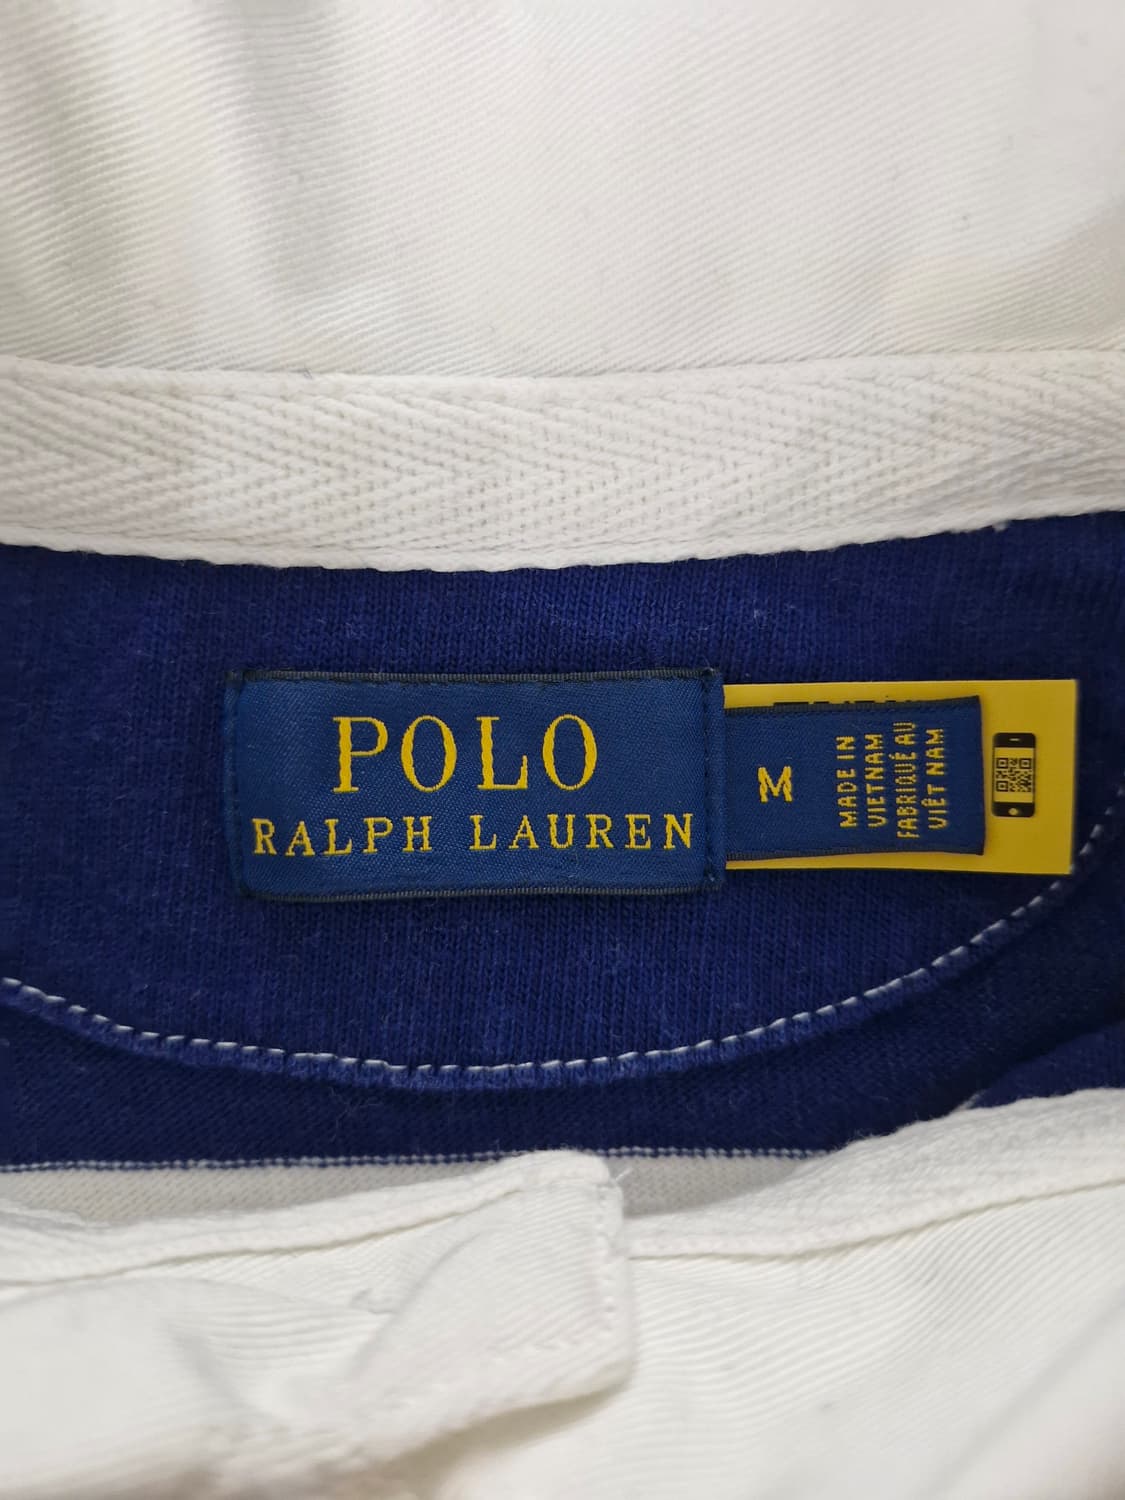 POLO
RALPH LAUREN
M
MADE IN
VIETNAM
FABRIQUÉ AU
VIÊT NAM